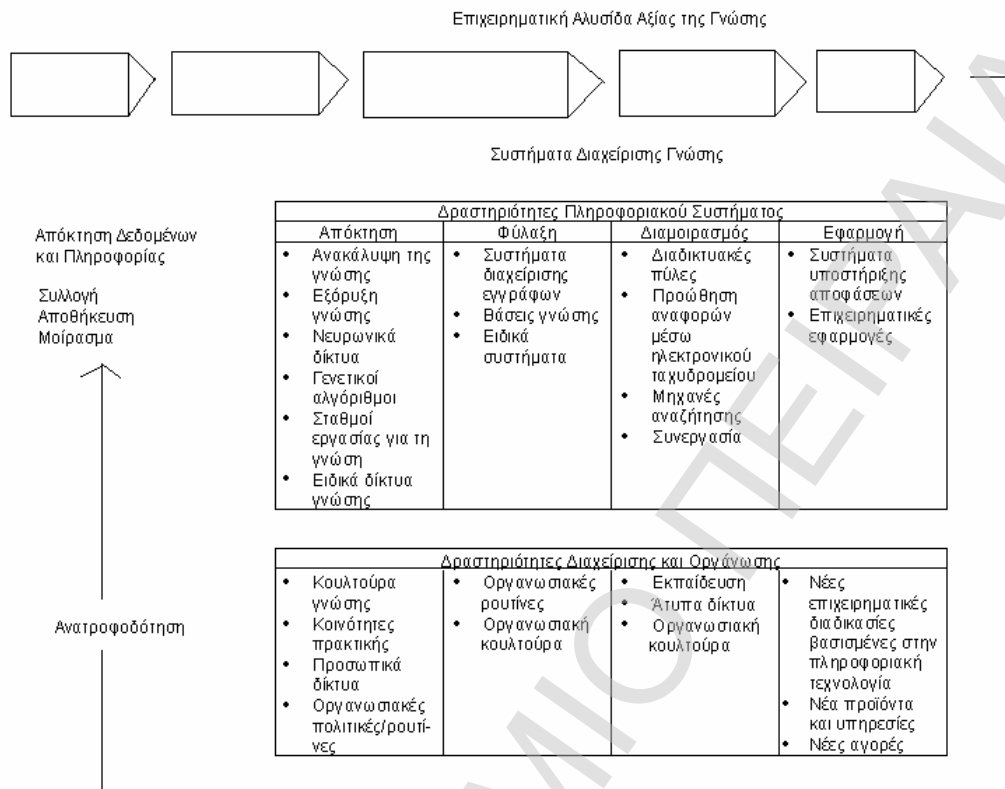 Επιχειρηματική Αλυσίδα Αξίας της Γνώσης
Συστήματα Διαχείρισης Γνώσης
Απόκτηση Δεδομένων
και Πληροφορίας
Συλλογή
Αποθήκευση
Μοίρασμα
Ανατροφοδότηση
Δραστηριότητες Πληροφοριακού Συστήματος
Απόκτηση
• Ανακάλυψη της
γνώσης
• Εξόρυξη
γνώσης
• Νευρωνικά
δίκτυα
• Γενετικοί
αλγόριθμοι
• Σταθμοί
εργασίας για τη
γνώση
• Ειδικά δίκτυα
γνώσης
Φύλαξη
• Συστήματα
διαχείρισης
εγγράφων
• Βάσεις γνώσης
• Ειδικά
συστήματα
Διαμοιρασμός
• Διαδικτυακές
πύλες
• Προώθηση
αναφορών
μέσω
ηλεκτρονικού
ταχυδρομείου
• Μηχανές
αναζήτησης
• Συνεργασία
Εφαρμογή
• Συστήματα
υποστήριξης
αποφάσεων
• Επιχειρηματικές
εφαρμογές
Δραστηριότητες Διαχείρισης και Οργάνωσης
• Κουλτούρα
γνώσης
• Κοινότητες
πρακτικής
• Προσωπικά
δίκτυα
• Οργανωσιακές
πολιτικές/ρουτί-
νες
• Οργανωσιακές
ρουτίνες
• Οργανωσιακή
κουλτούρα
• Εκπαίδευση
• Άτυπα δίκτυα
• Οργανωσιακή
κουλτούρα
• Νέες
επιχειρηματικές
διαδικασίες
βασισμένες στην
πληροφοριακή
τεχνολογία
• Νέα προϊόντα
και υπηρεσίες
• Νέες αγορές
ΜΙΟ ΠΕΙΡΑΙΑ